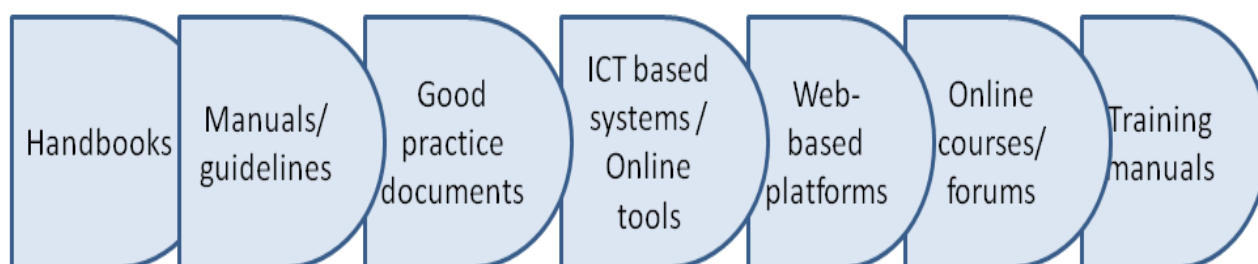 Handbooks
Manuals/
guidelines
Good
practice
documents
ICT based
systems /
Online
tools
Web-
based
platforms
Online
courses/
forums
Training
manuals